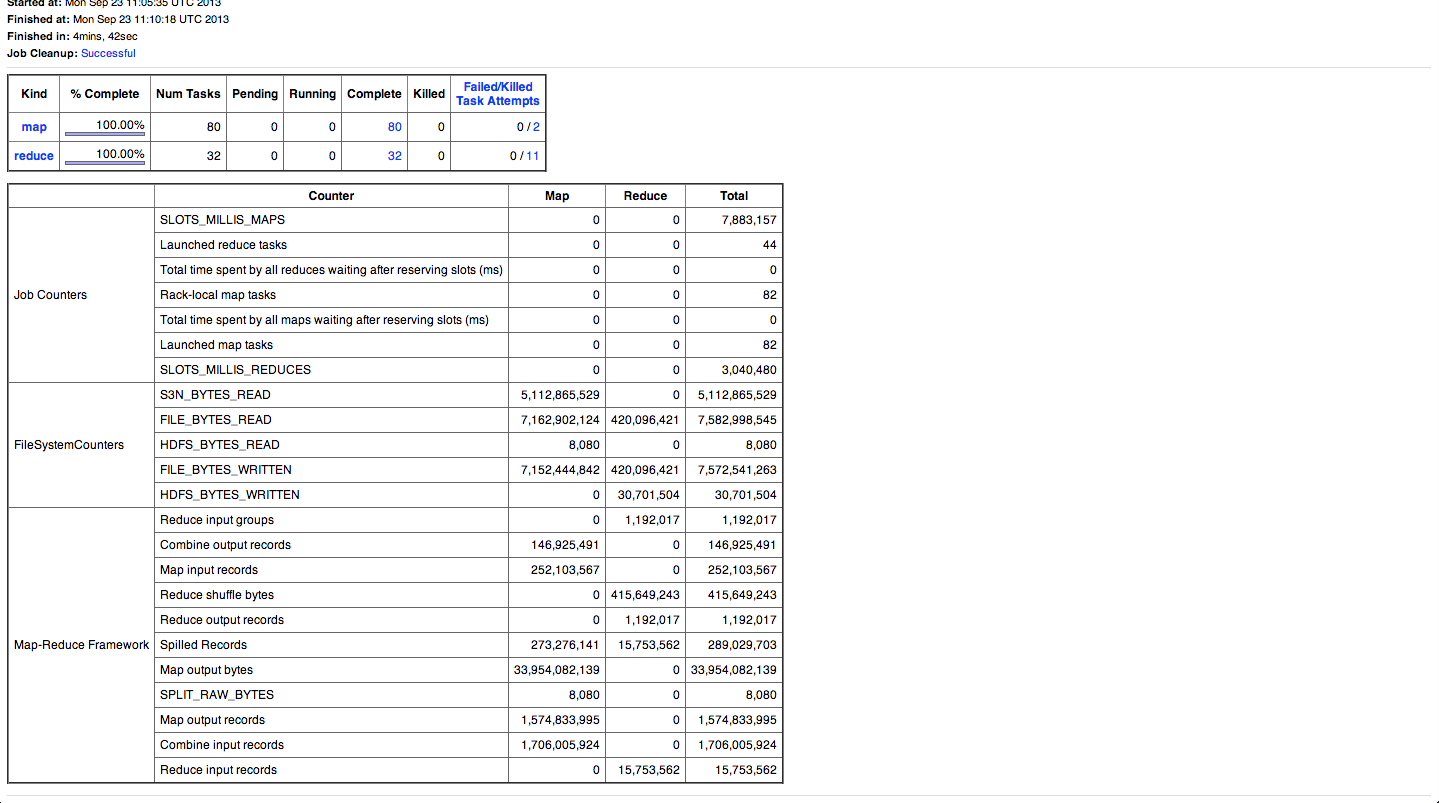 Started at: Mon Sep 23 11:05:35 UTC 2013
Finished at: Mon Sep 23 11:10:18 UTC 2013
Finished in: 4mins, 42sec
Job Cleanup: Successful
Kind % Complete Num Tasks Pending Running Complete Killed Failed/Killed Task Attempts
map 100.00% 80 0 0 80 0 0 / 2
reduce 100.00% 32 0 0 32 0 0 / 11
Counter Map Reduce Total
Job Counters
SLOTS_MILLIS_MAPS 0 0 7,883,157
Launched reduce tasks 0 0 44
Total time spent by all reduces waiting after reserving slots (ms) 0 0 0
Rack-local map tasks 0 0 82
Total time spent by all maps waiting after reserving slots (ms) 0 0 0
Launched map tasks 0 0 82
SLOTS_MILLIS_REDUCES 0 0 3,040,480
FileSystemCounters
S3N_BYTES_READ 5,112,865,529 0 5,112,865,529
FILE_BYTES_READ 7,162,902,124 420,096,421 7,582,998,545
HDFS_BYTES_READ 8,080 0 8,080
FILE_BYTES_WRITTEN 7,152,444,842 420,096,421 7,572,541,263
HDFS_BYTES_WRITTEN 0 30,701,504 30,701,504
Map-Reduce Framework
Reduce input groups 0 1,192,017 1,192,017
Combine output records 146,925,491 0 146,925,491
Map input records 252,103,567 0 252,103,567
Reduce shuffle bytes 0 415,649,243 415,649,243
Reduce output records 0 1,192,017 1,192,017
Spilled Records 273,276,141 15,753,562 289,029,703
Map output bytes 33,954,082,139 0 33,954,082,139
SPLIT_RAW_BYTES 8,080 0 8,080
Map output records 1,574,833,995 0 1,574,833,995
Combine input records 1,706,005,924 0 1,706,005,924
Reduce input records 0 15,753,562 15,753,562